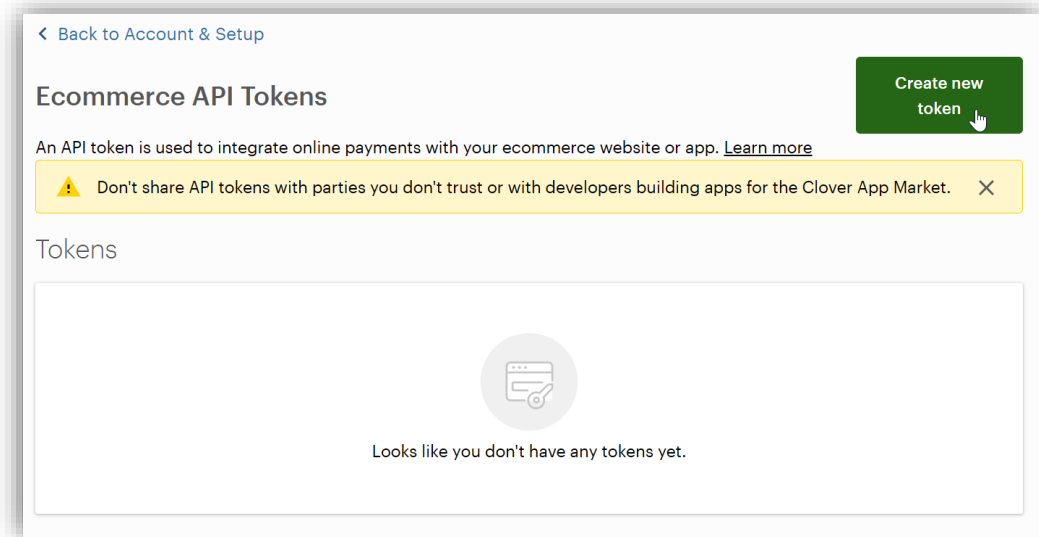 Back to Account & Setup
Ecommerce API Tokens
Create new
token
An API token is used to integrate online payments with your ecommerce website or app. Learn more
Don't share API tokens with parties you don't trust or with developers building apps for the Clover App Market.
Tokens
Looks like you don't have any tokens yet.